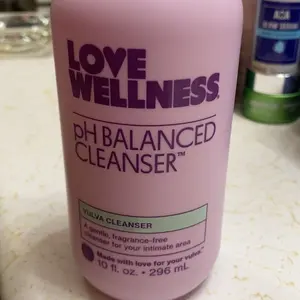 LOVE
WELLNESS
pH BALANCED
CLEANSER™
VULVA CLEANSER
A gentle, fragrance-free
cleanser for your intimate area
Made with love for your vulva.
10 fl. oz. • 296 mL